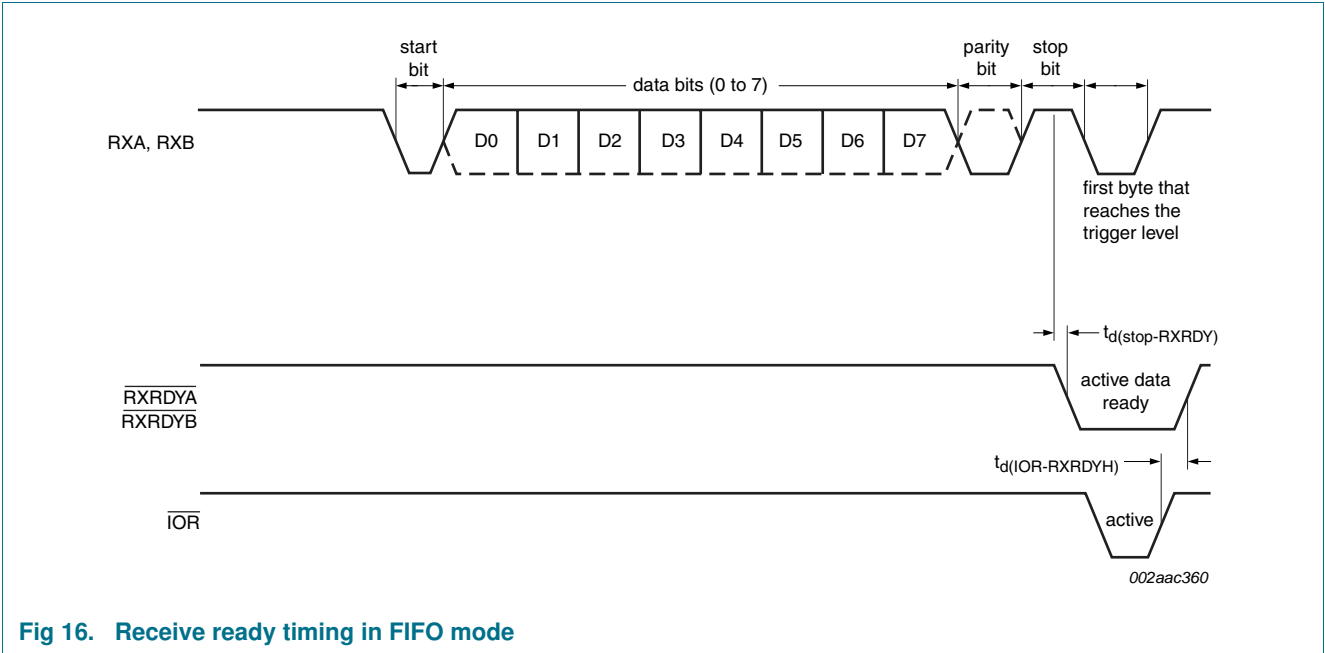 start
bit
data bits (0 to 7)
parity
bit
stop
bit
RXA, RXB
D0 D1 D2 D3 D4 D5 D6 D7
first byte that
reaches the
trigger level
td(stop-RXRDY)
RXRDYA
RXRDYB
active data
ready
td(IOR-RXRDYH)
IOR
active
002aac360
Fig 16. Receive ready timing in FIFO mode